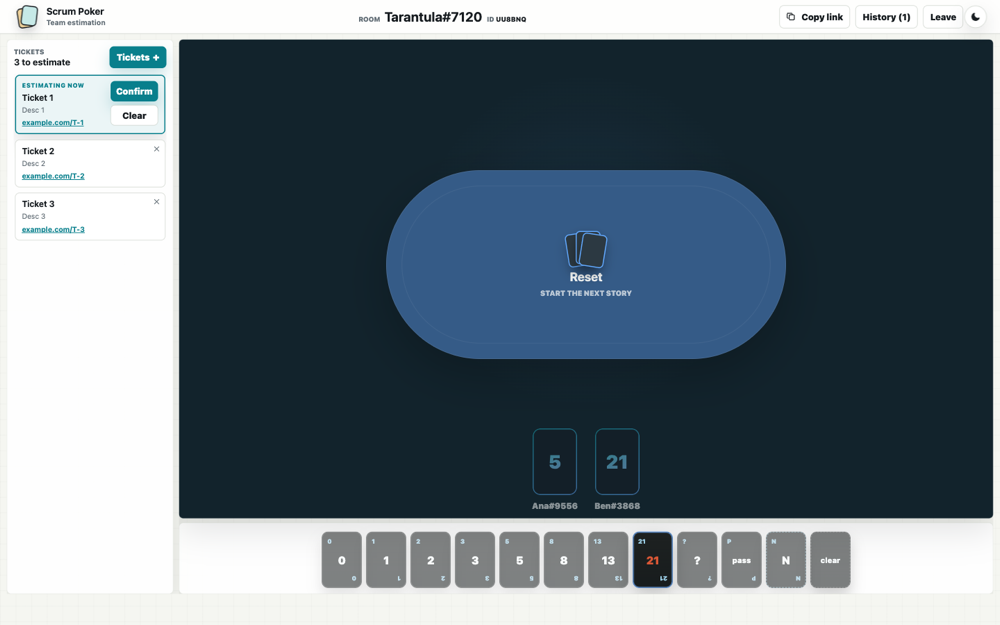 Scrum Poker
Team estimation
ROOM Tarantula#7120 ID UU8BNQ
Copy link
History (1)
Leave
TICKETS
3 to estimate
Tickets +
ESTIMATING NOW
Ticket 1
Desc 1
example.com/T-1
Confirm
Clear
Ticket 2
Desc 2
example.com/T-2
Ticket 3
Desc 3
example.com/T-3
Reset
START THE NEXT STORY
5
21
Ana#9556
Ben#3868
0 0 0
1 1 1
2 2 2
3 3 3
5 5 5
8 8 8
13 13 13
21 21 21
? ? ?
P pass P
N N N
clear